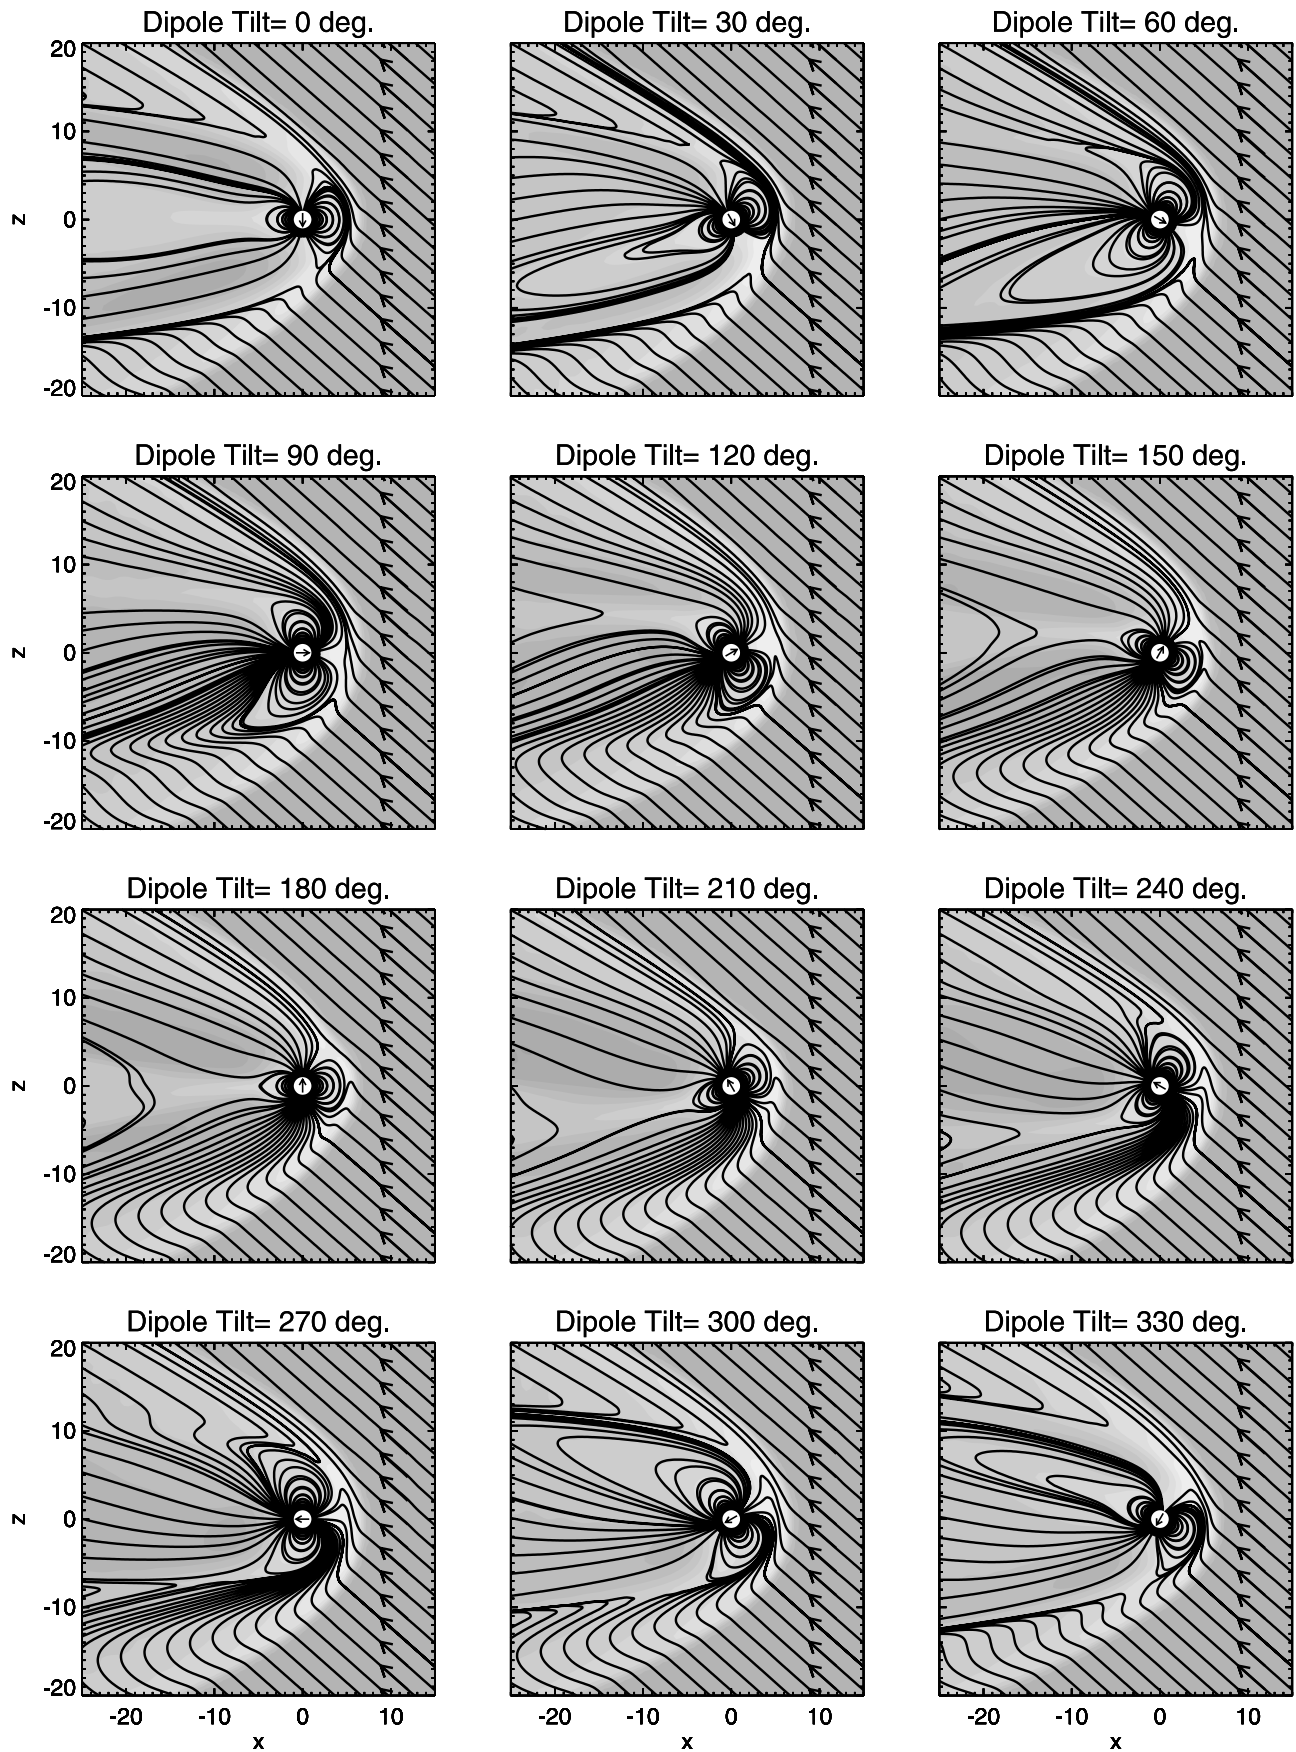 Dipole Tilt= 0 deg. Dipole Tilt= 30 deg. Dipole Tilt= 60 deg.
20
10
z 0
-10
-20
Dipole Tilt= 90 deg. Dipole Tilt= 120 deg. Dipole Tilt= 150 deg.
20
10
z 0
-10
-20
Dipole Tilt= 180 deg. Dipole Tilt= 210 deg. Dipole Tilt= 240 deg.
20
10
z 0
-10
-20
Dipole Tilt= 270 deg. Dipole Tilt= 300 deg. Dipole Tilt= 330 deg.
20
10
z 0
-10
-20
-20 -10 0 10 -20 -10 0 10 -20 -10 0 10
x x x